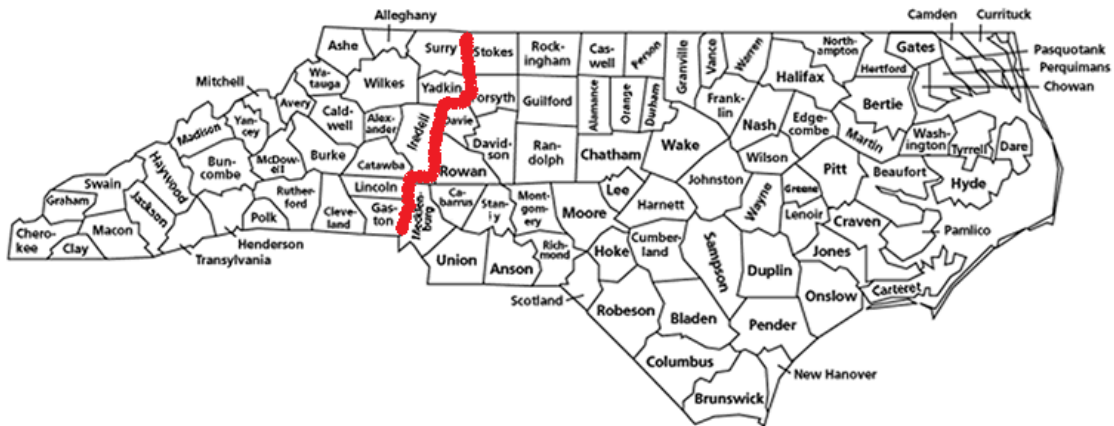 Alleghany
Camden
Currituck
Ashe
Surry
Stokes
Rock-
ingham
Cas-
well
Person
Granville
Vance
Warren
North-
ampton
Gates
Pasquotank
Perquimans
Chowan
Mitchell
Wa-
tauga
Wilkes
Yadkin
Forsyth
Guilford
Alamance
Orange
Durham
Frank-
lin
Halifax
Hertford
Bertie
Madison
Yan-
cey
Avery
Cald-
well
Alex-
ander
Iredell
Davie
David-
son
Ran-
dolph
Chatham
Wake
Nash
Edge-
combe
Martin
Wash-
ington
Tyrrell
Dare
Swain
Haywood
Bun-
combe
McDow-
ell
Burke
Catawba
Rowan
Wilson
Pitt
Beaufort
Hyde
Graham
Jackson
Ruther-
ford
Lincoln
Ca-
barrus
Stan-
ly
Mont-
gom-
ery
Moore
Lee
Harnett
Johnston
Wayne
Greene
Lenoir
Craven
Pamlico
Chero-
kee
Clay
Macon
Polk
Cleve-
land
Gas-
ton
Mecklen-
burg
Henderson
Transylvania
Union
Anson
Rich-
mond
Hoke
Cumber-
land
Sampson
Duplin
Jones
Carteret
Scotland
Robeson
Bladen
Pender
Onslow
Columbus
Brunswick
New Hanover